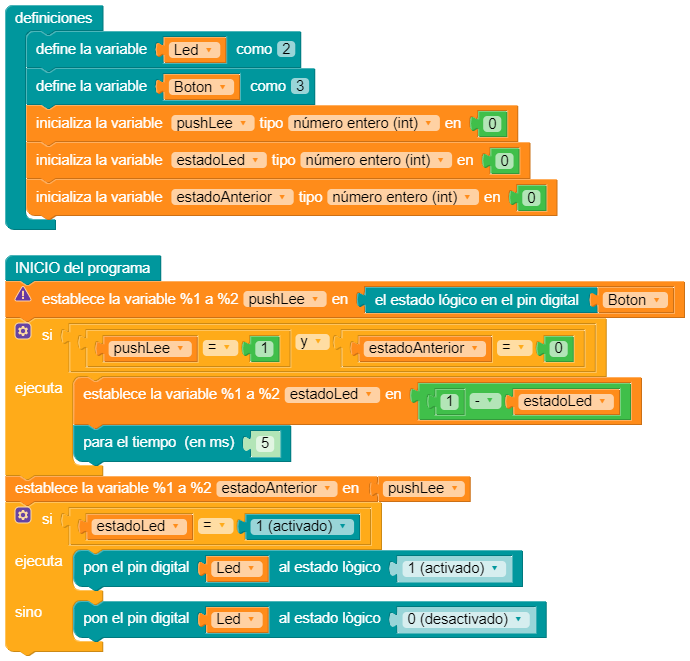 definiciones
define la variable Led como 2
define la variable Boton como 3
inicializa la variable pushLee tipo número entero (int) en 0
inicializa la variable estadoLed tipo número entero (int) en 0
inicializa la variable estadoAnterior tipo número entero (int) en 0
INICIO del programa
establece la variable %1 a %2 pushLee en el estado lógico en el pin digital Boton
si pushLee = 1 y estadoAnterior = 0
ejecuta establece la variable %1 a %2 estadoLed en 1 - estadoLed
para el tiempo (en ms) 5
establece la variable %1 a %2 estadoAnterior en pushLee
si estadoLed = 1 (activado)
ejecuta pon el pin digital Led al estado lògico 1 (activado)
sino pon el pin digital Led al estado lògico 0 (desactivado)